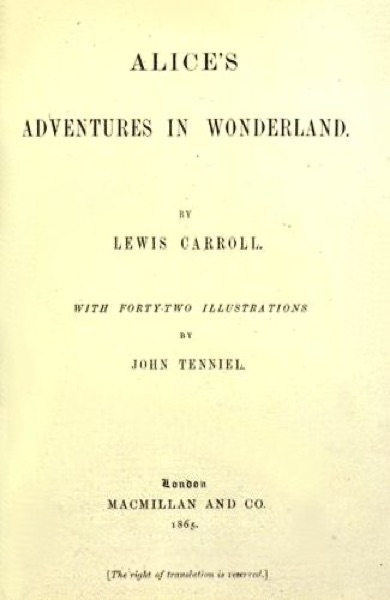 ALICE'S
ADVENTURES IN WONDERLAND.
BY
LEWIS CARROLL.
WITH FORTY-TWO ILLUSTRATIONS
BY
JOHN TENNIEL.
London
MACMILLAN AND CO.
1865.
[The right of translation is reserved.]